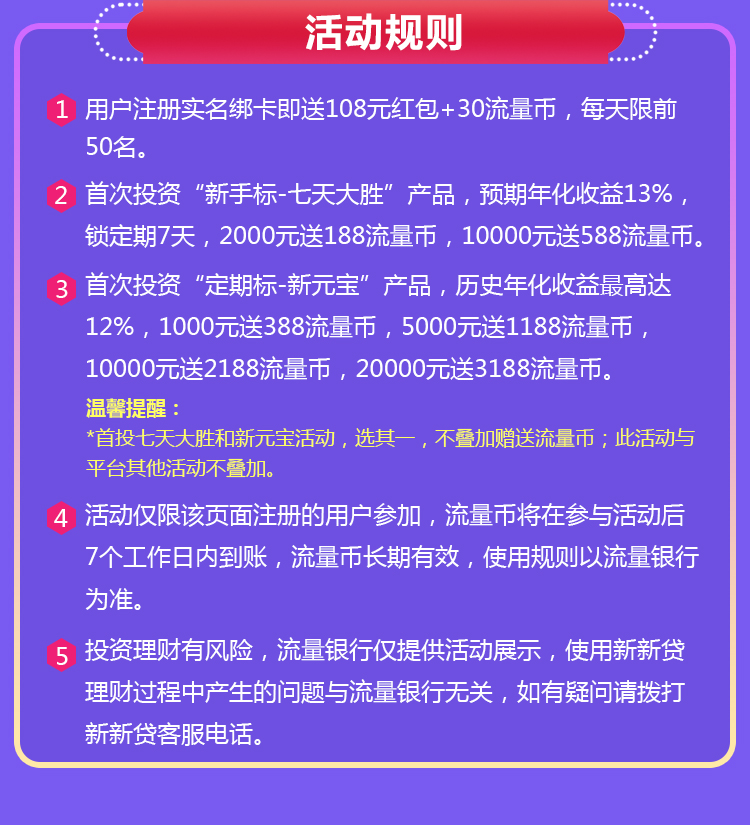 活动规则
1 用户注册实名绑卡即送108元红包+30流量币，每天限前
50名。
2 首次投资“新手标-七天大胜”产品，预期年化收益13%，
锁定期7天，2000元送188流量币，10000元送588流量币。
3 首次投资“定期标-新元宝”产品，历史年化收益最高达
12%，1000元送388流量币，5000元送1188流量币，
10000元送2188流量币，20000元送3188流量币。
温馨提醒：
*首投七天大胜和新元宝活动，选其一，不叠加赠送流量币；此活动与
平台其他活动不叠加。
4 活动仅限该页面注册的用户参加，流量币将在参与活动后
7个工作日内到账，流量币长期有效，使用规则以流量银行
为准。
5 投资理财有风险，流量银行仅提供活动展示，使用新新贷
理财过程中产生的问题与流量银行无关，如有疑问请拨打
新新贷客服电话。